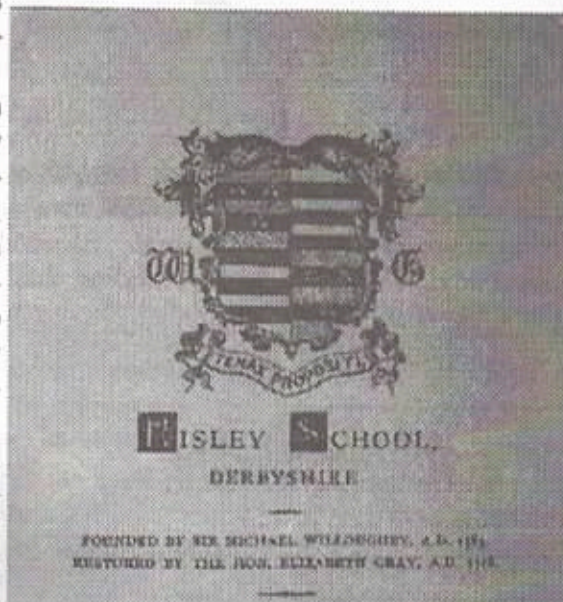 W G
TENAX PROPOSITI
RISLEY SCHOOL,
DERBYSHIRE
FOUNDED BY SIR MICHAEL WILLOUGHBY, A.D.
RESTORED BY THE HON. ELIZABETH GRAY, A.D.